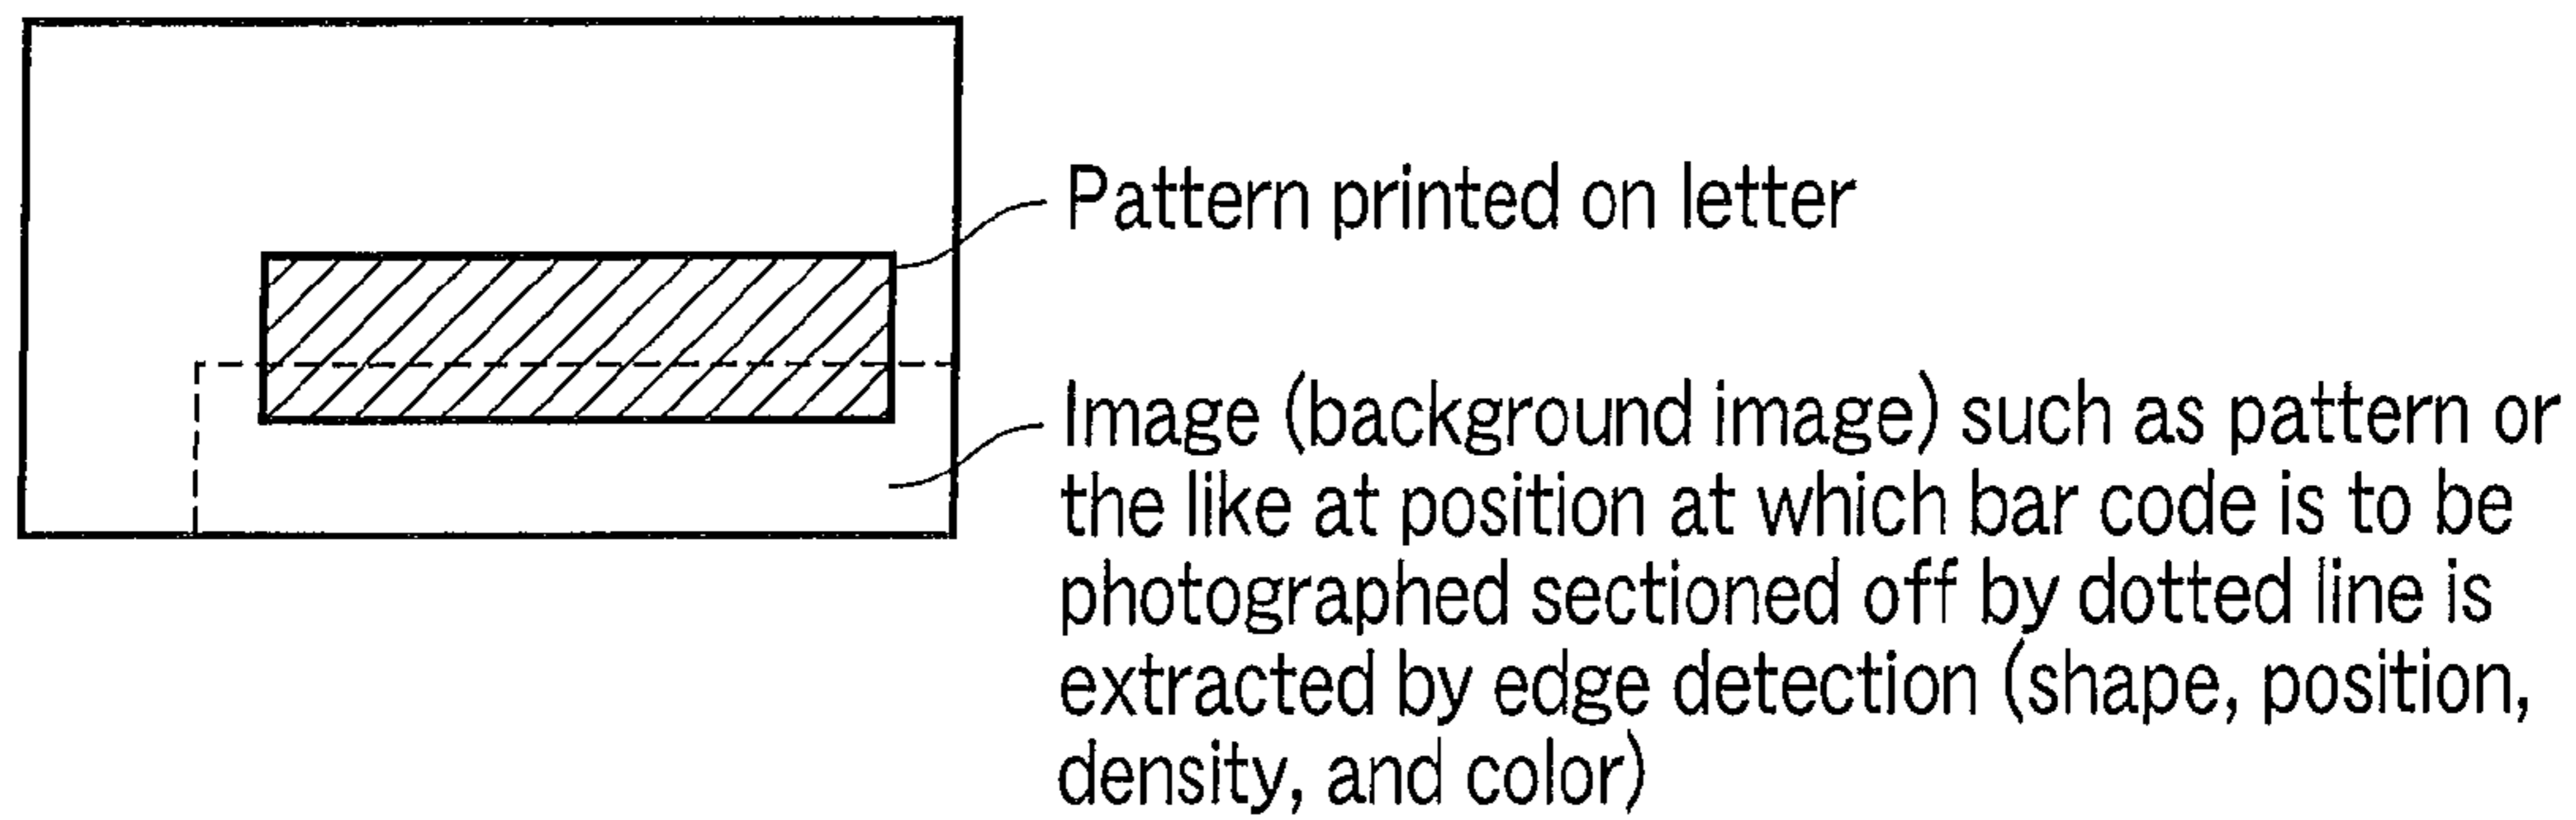 Pattern printed on letter
Image (background image) such as pattern or
the like at position at which bar code is to be
photographed sectioned off by dotted line is
extracted by edge detection (shape, position,
density, and color)